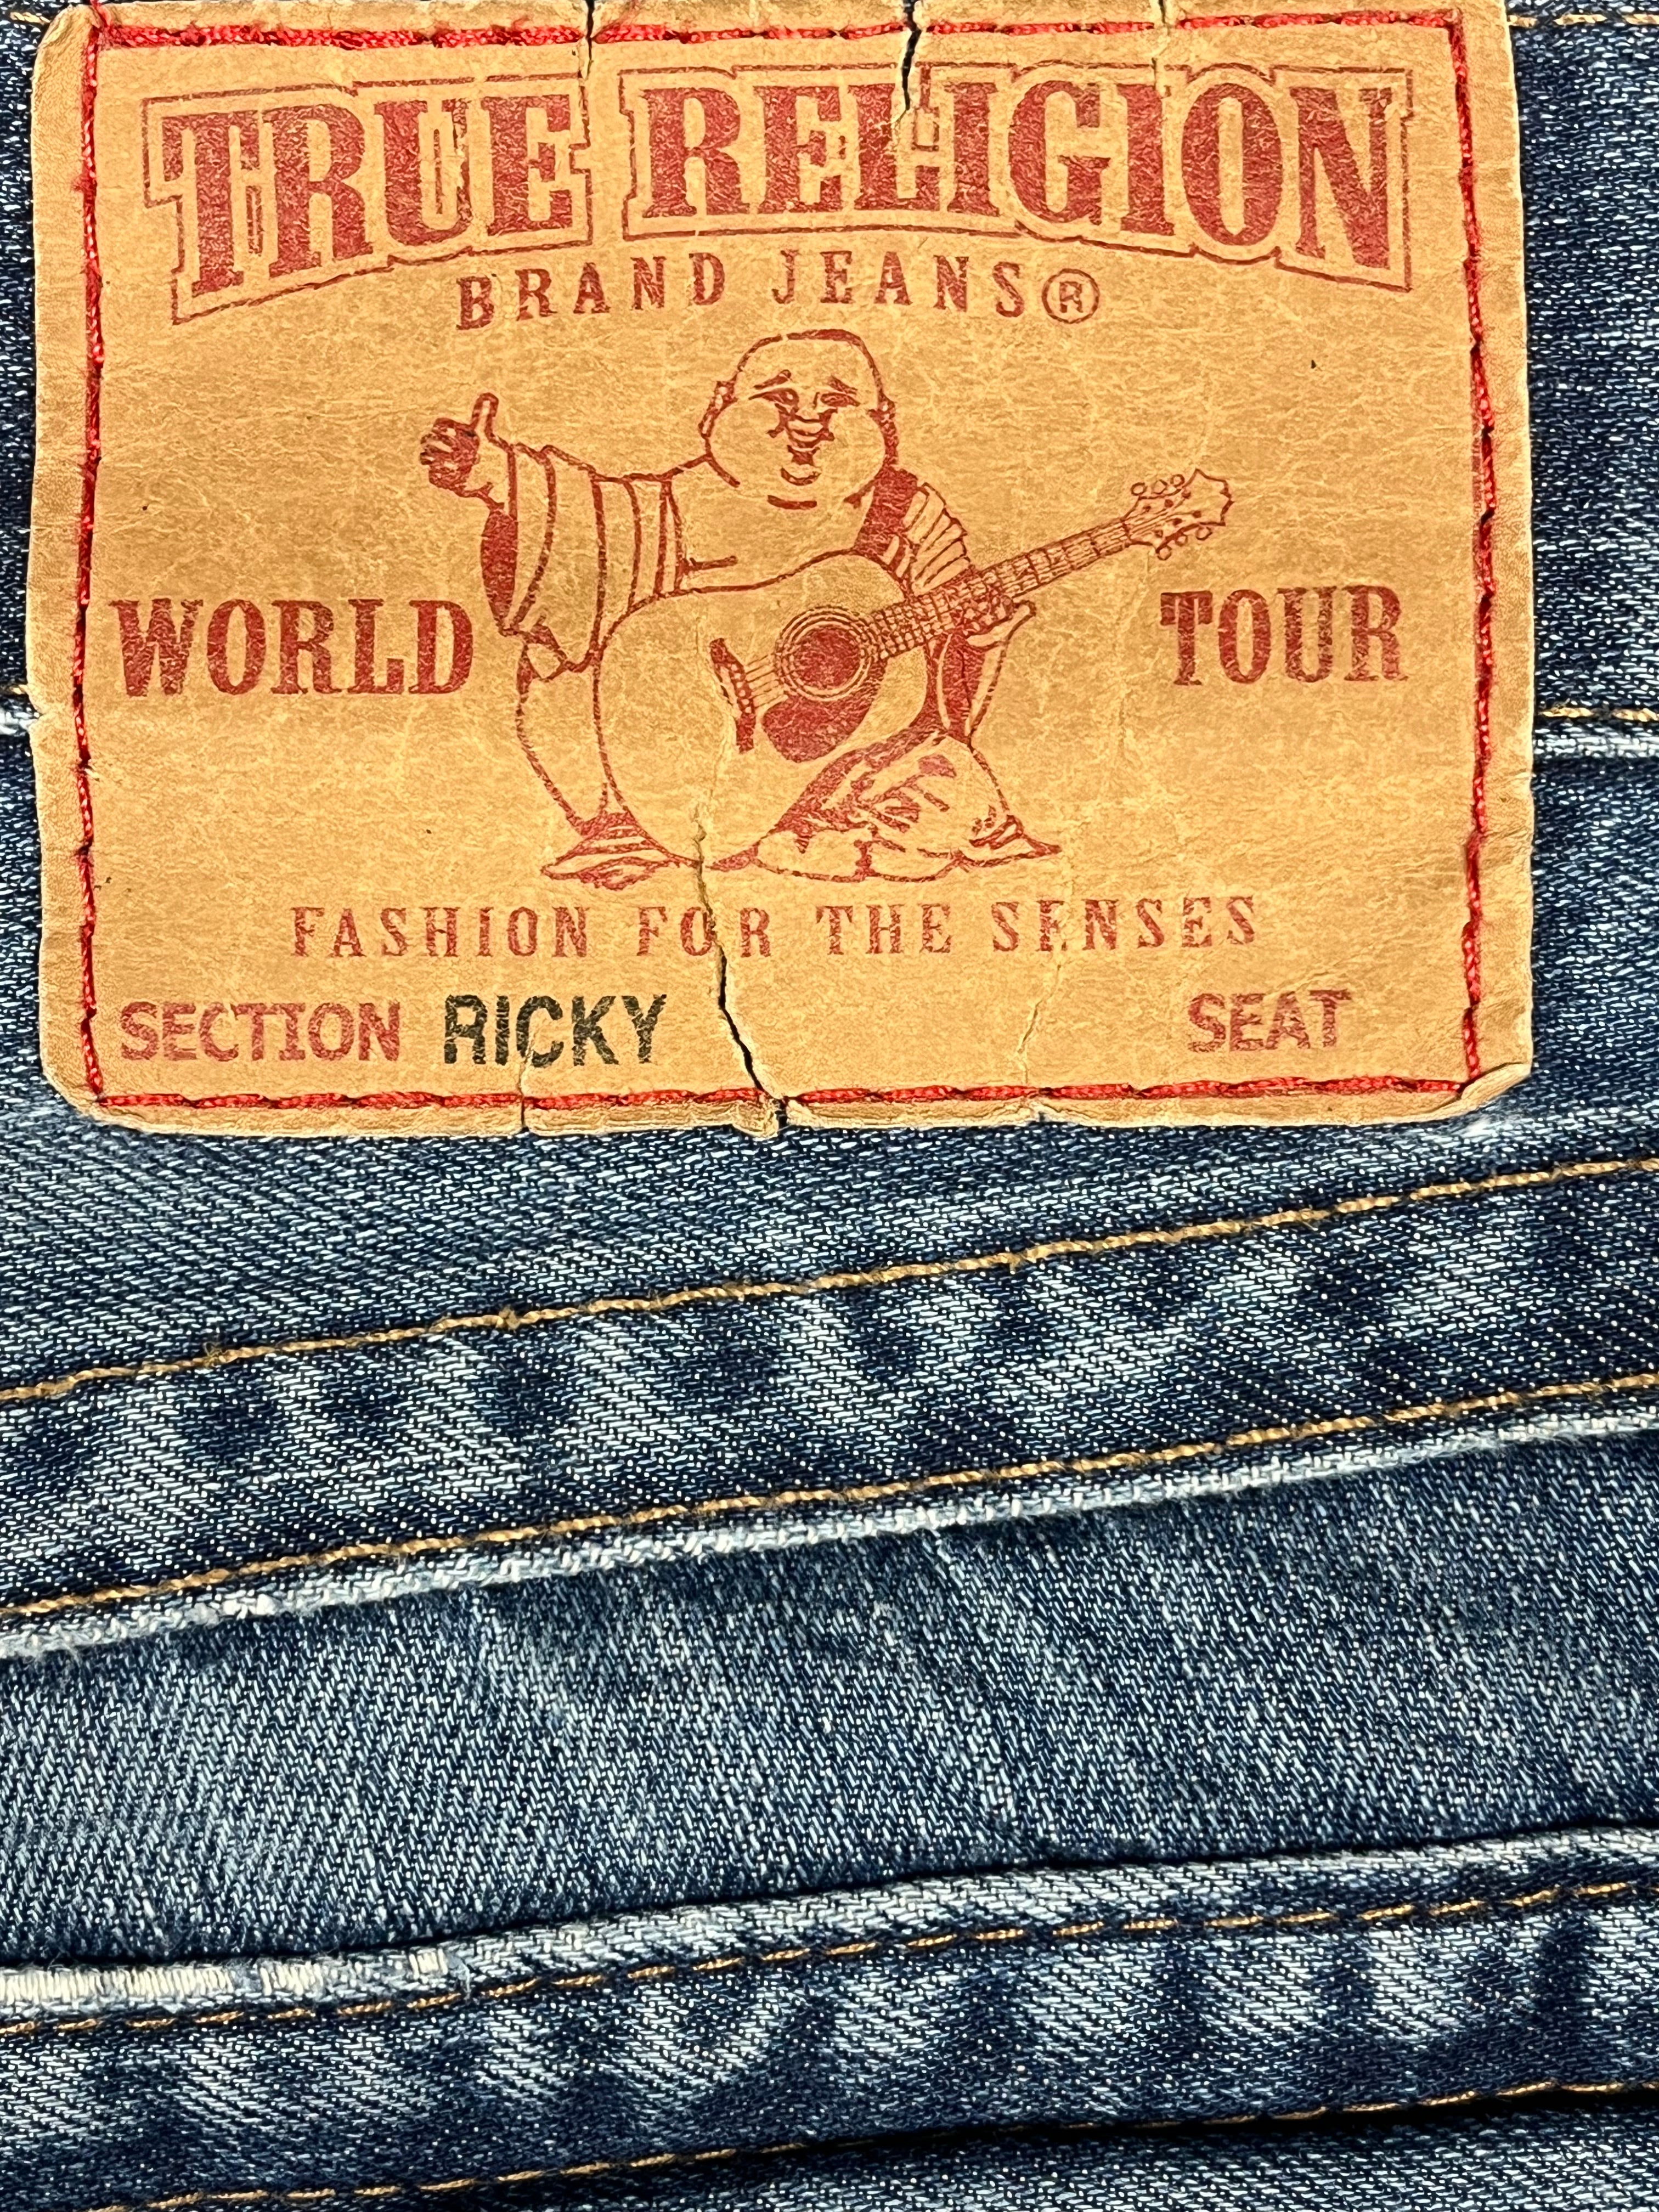 TRUE RELIGION
BRAND JEANS®
WORLD TOUR
FASHION FOR THE SENSES
SECTION RICKY SEAT